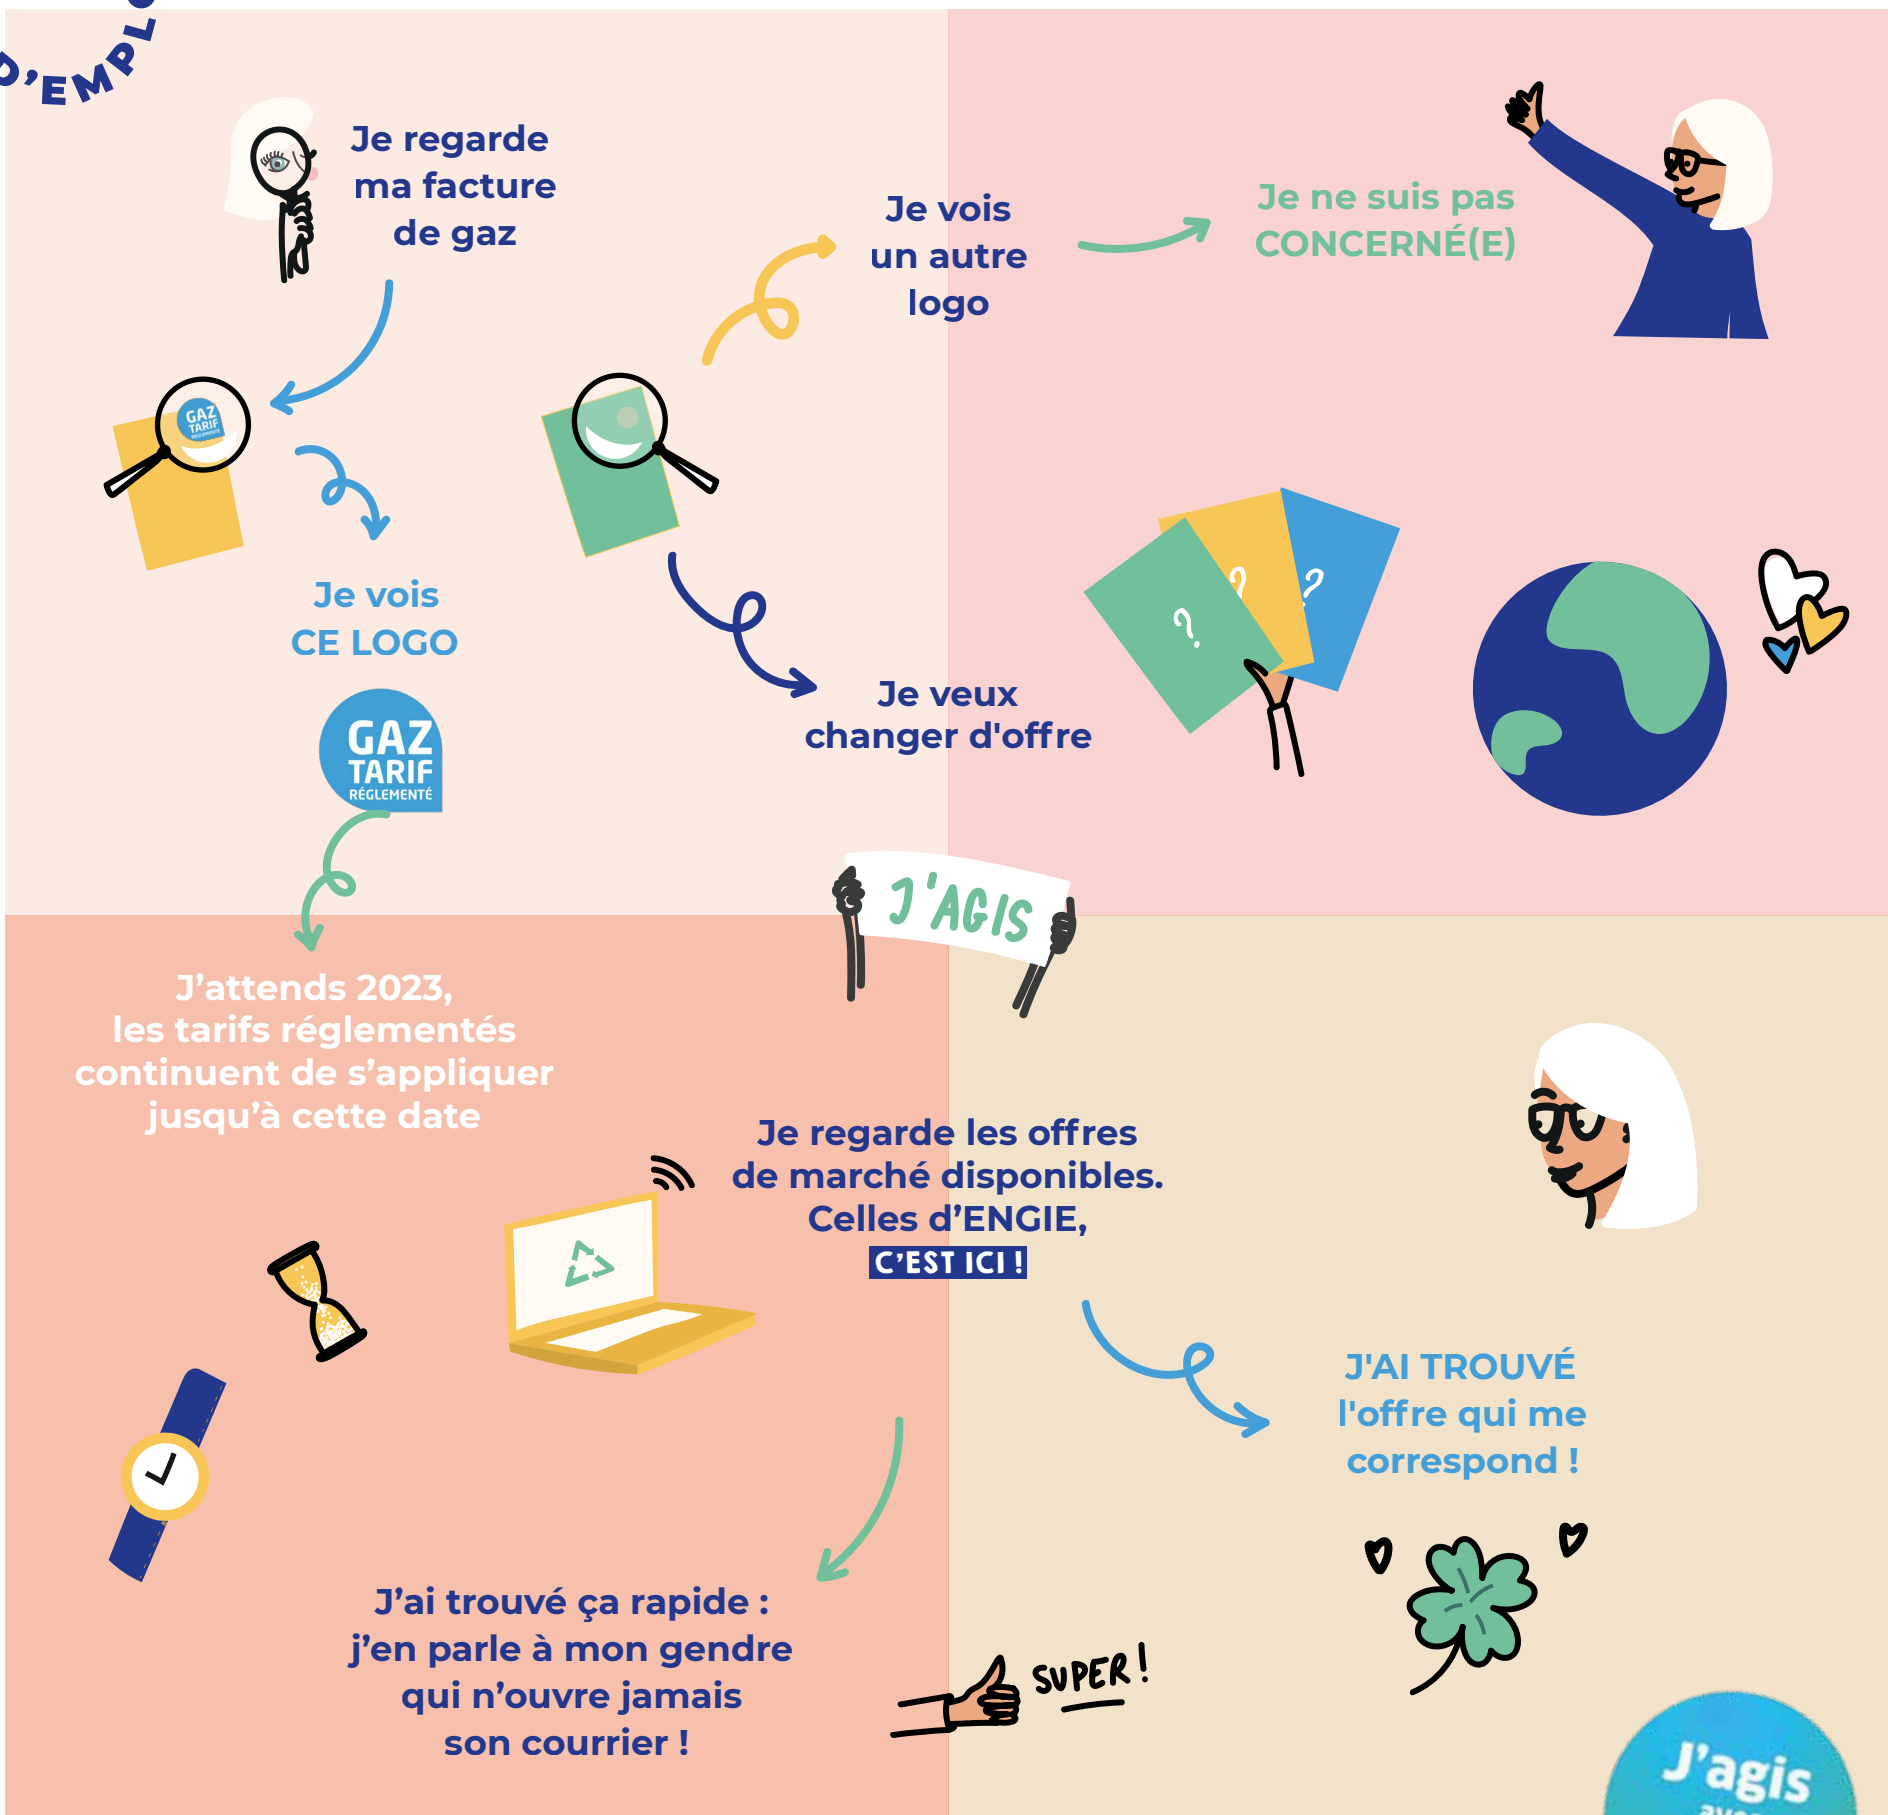 D'EMPLO
Je regarde
ma facture
de gaz
Je vois
un autre
logo
Je ne suis pas
CONCERNÉ(E)
GAZ
TARIF
RÉGLEMENTÉ
?
?
?
Je vois
CE LOGO
GAZ
TARIF
RÉGLEMENTÉ
Je veux
changer d'offre
J'AGIS
J’attends 2023,
les tarifs réglementés
continuent de s’appliquer
jusqu’à cette date
Je regarde les offres
de marché disponibles.
Celles d’ENGIE,
C’EST ICI !
J'AI TROUVÉ
l'offre qui me
correspond !
J’ai trouvé ça rapide :
j’en parle à mon gendre
qui n’ouvre jamais
son courrier !
SUPER !
J’agis